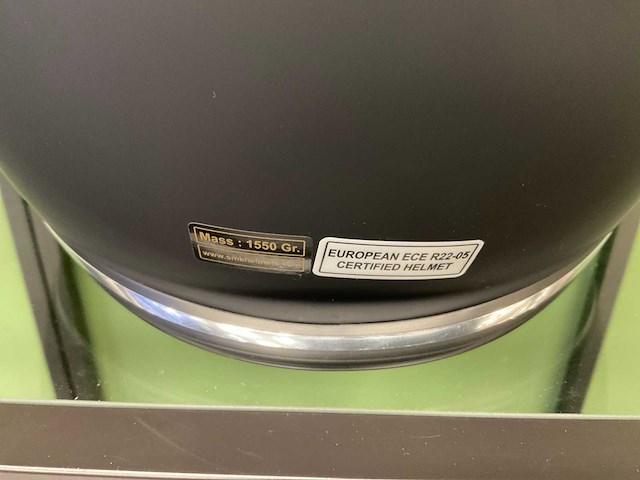 Mass : 1550 Gr.
EUROPEAN ECE R22-05
CERTIFIED HELMET